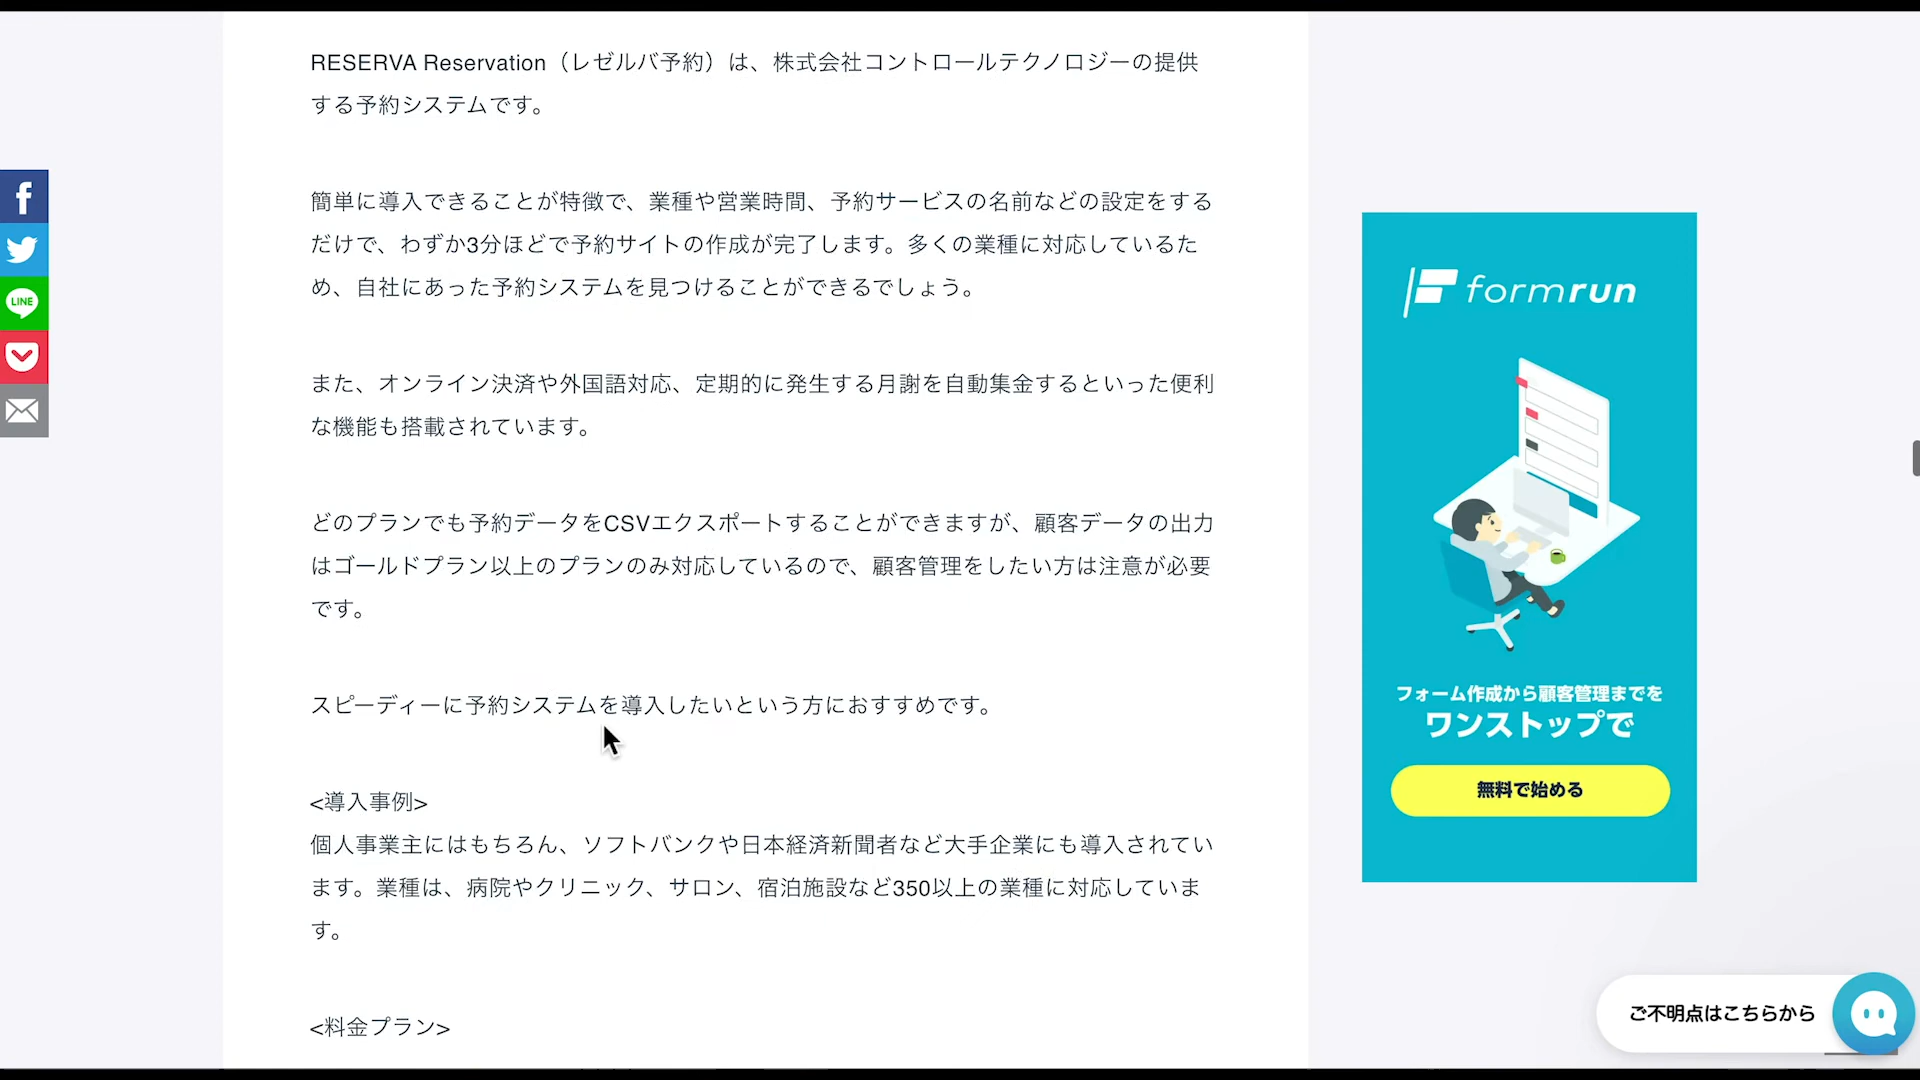 RESERVA Reservation（レゼルバ予約）は、株式会社コントロールテクノロジーの提供
する予約システムです。
簡単に導入できることが特徴で、業種や営業時間、予約サービスの名前などの設定をする
だけで、わずか3分ほどで予約サイトの作成が完了します。多くの業種に対応しているた
め、自社にあった予約システムを見つけることができるでしょう。
また、オンライン決済や外国語対応、定期的に発生する月謝を自動集金するといった便利
な機能も搭載されています。
どのプランでも予約データをCSVエクスポートすることができますが、顧客データの出力
はゴールドプラン以上のプランのみ対応しているので、顧客管理をしたい方は注意が必要
です。
スピーディーに予約システムを導入したいという方におすすめです。
<導入事例>
個人事業主にはもちろん、ソフトバンクや日本経済新聞者など大手企業にも導入されてい
ます。業種は、病院やクリニック、サロン、宿泊施設など350以上の業種に対応していま
す。
<料金プラン>
LINE
formrun
フォーム作成から顧客管理までを
ワンストップで
無料で始める
ご不明点はこちらから